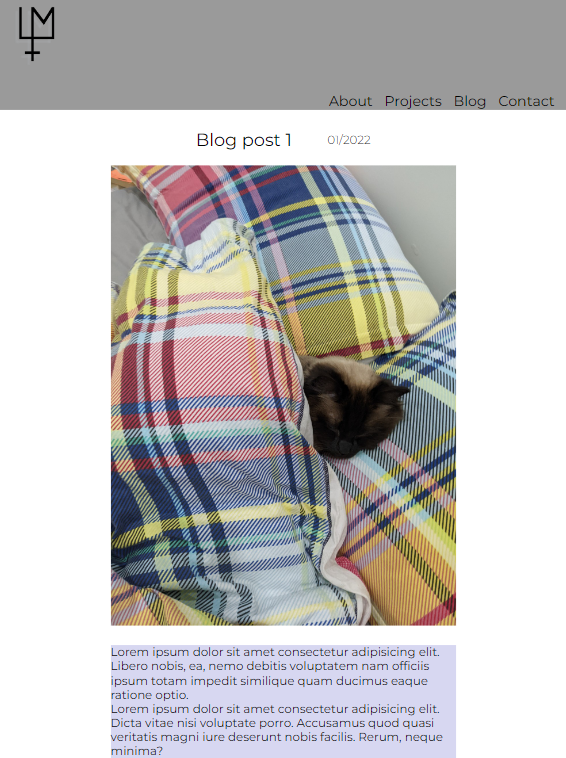 About Projects Blog Contact
Blog post 1 01/2022
Lorem ipsum dolor sit amet consectetur adipisicing elit.
Libero nobis, ea, nemo debitis voluptatem nam officiis
ipsum totam impedit similique quam ducimus eaque
ratione optio.
Lorem ipsum dolor sit amet consectetur adipisicing elit.
Dicta vitae nisi voluptate porro. Accusamus quod quasi
veritatis magni iure deserunt nobis facilis. Rerum, neque
minima?